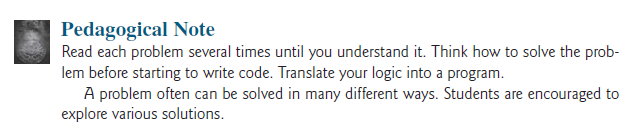 Pedagogical Note
Read each problem several times until you understand it. Think how to solve the prob-
lem before starting to write code. Translate your logic into a program.
A problem often can be solved in many different ways. Students are encouraged to
explore various solutions.